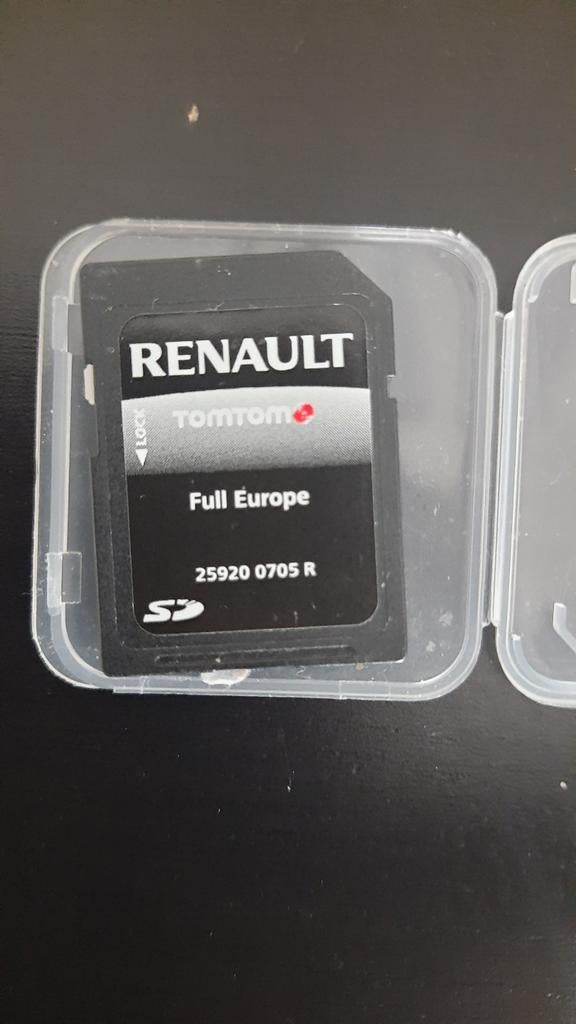 RENAULT
TOMTOM
LOCK
Full Europe
25920 0705 R
SD